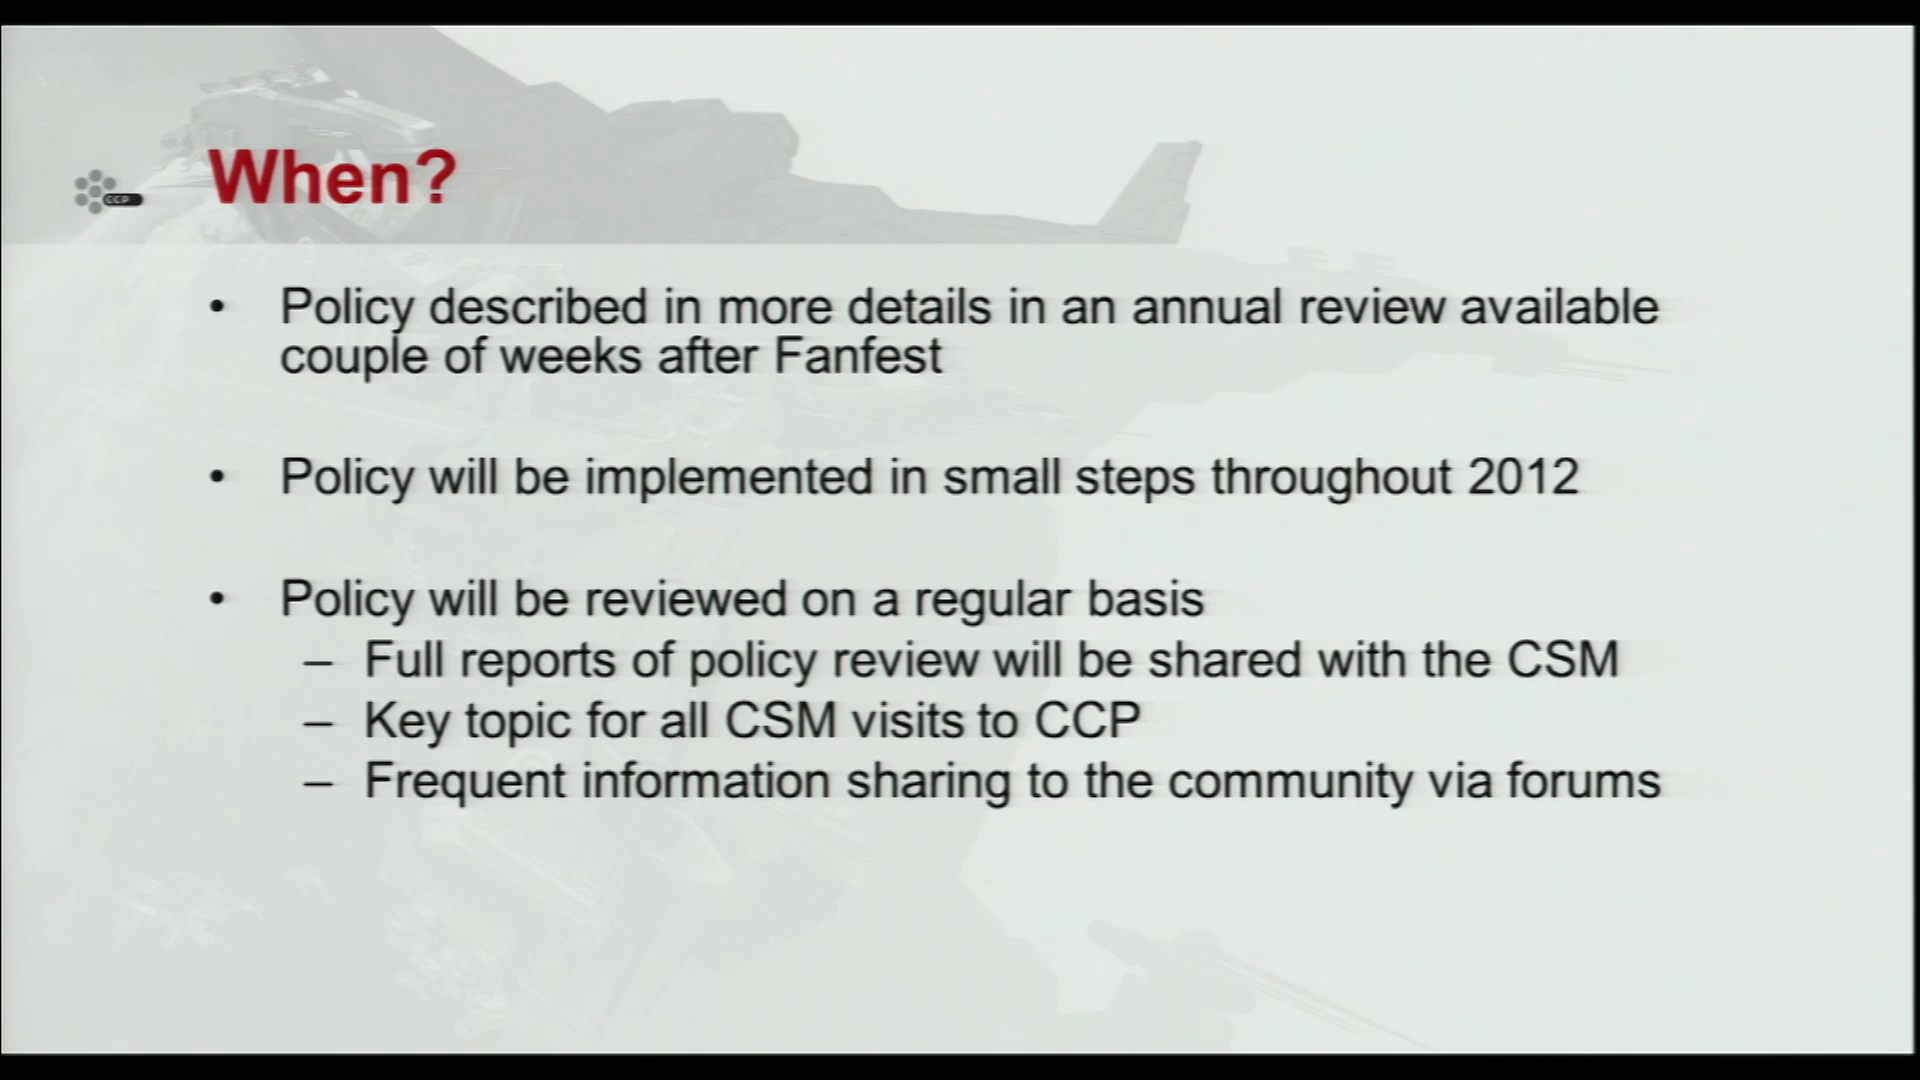 When?
CCP
• Policy described in more details in an annual review available
couple of weeks after Fanfest
• Policy will be implemented in small steps throughout 2012
• Policy will be reviewed on a regular basis
– Full reports of policy review will be shared with the CSM
– Key topic for all CSM visits to CCP
– Frequent information sharing to the community via forums